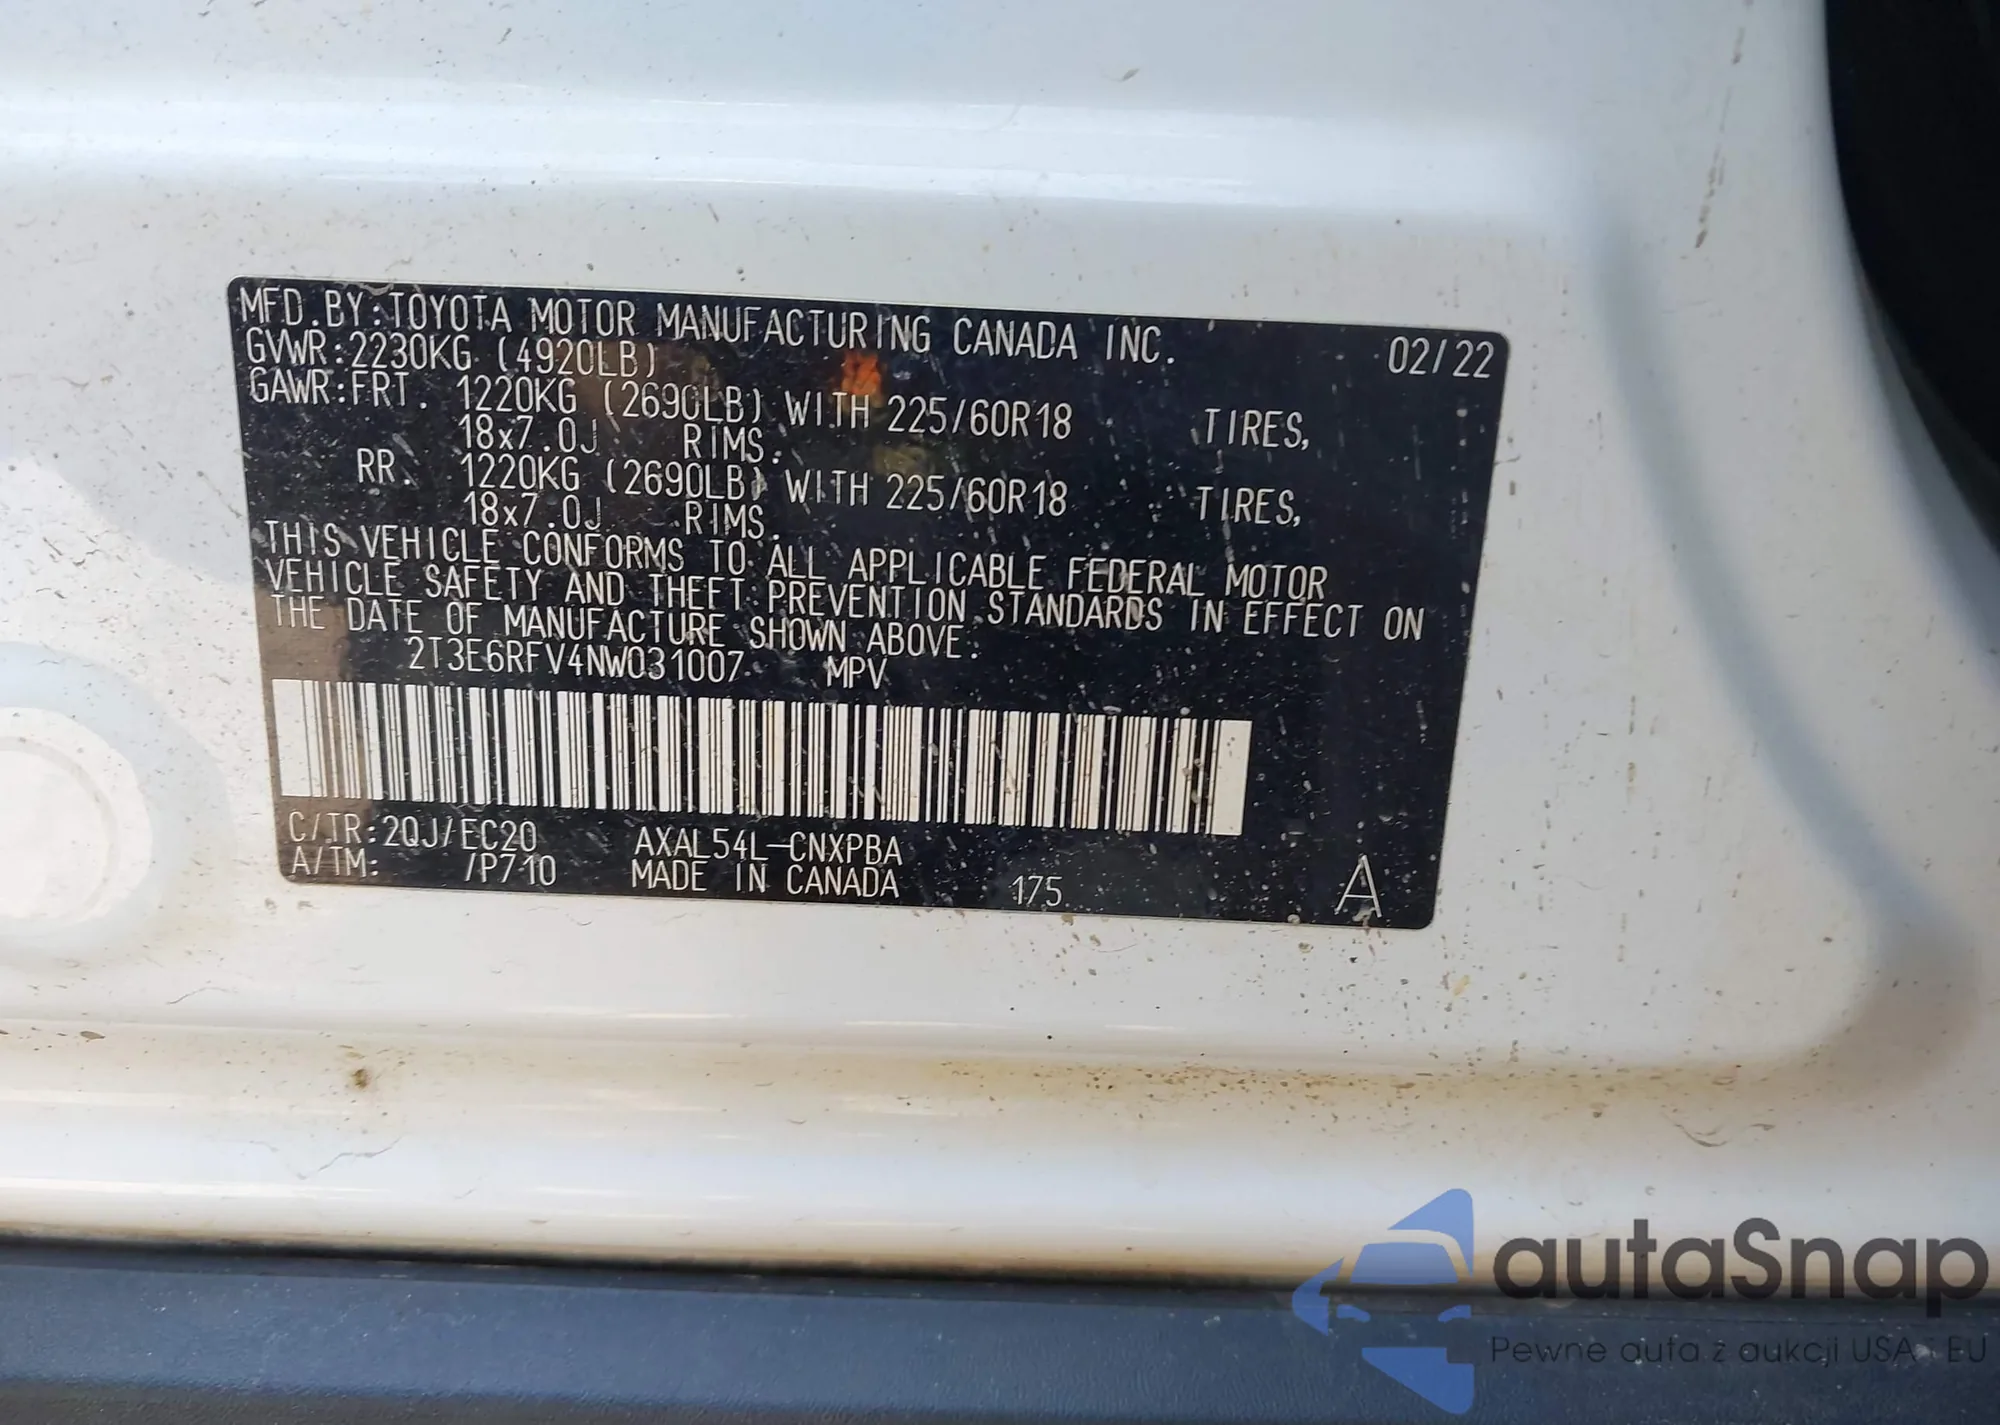 MFD.BY:TOYOTA MOTOR MANUFACTURING CANADA INC. 02/22
GVWR:2230KG (4920LB)
GAWR:FRT. 1220KG (2690LB) WITH 225/60R18 TIRES,
18x7.0J RIMS.
RR. 1220KG (2690LB) WITH 225/60R18 TIRES,
18x7.0J RIMS.
THIS VEHICLE CONFORMS TO ALL APPLICABLE FEDERAL MOTOR
VEHICLE SAFETY AND THEFT PREVENTION STANDARDS IN EFFECT ON
THE DATE OF MANUFACTURE SHOWN ABOVE.
2T3E6RFV4NW031007 MPV
C/TR:2QJ/EC20 AXAL54L-CNXPBA
A/TM: /P710 MADE IN CANADA 175 A
autaSnap
Pewne auta z aukcji USA i EU